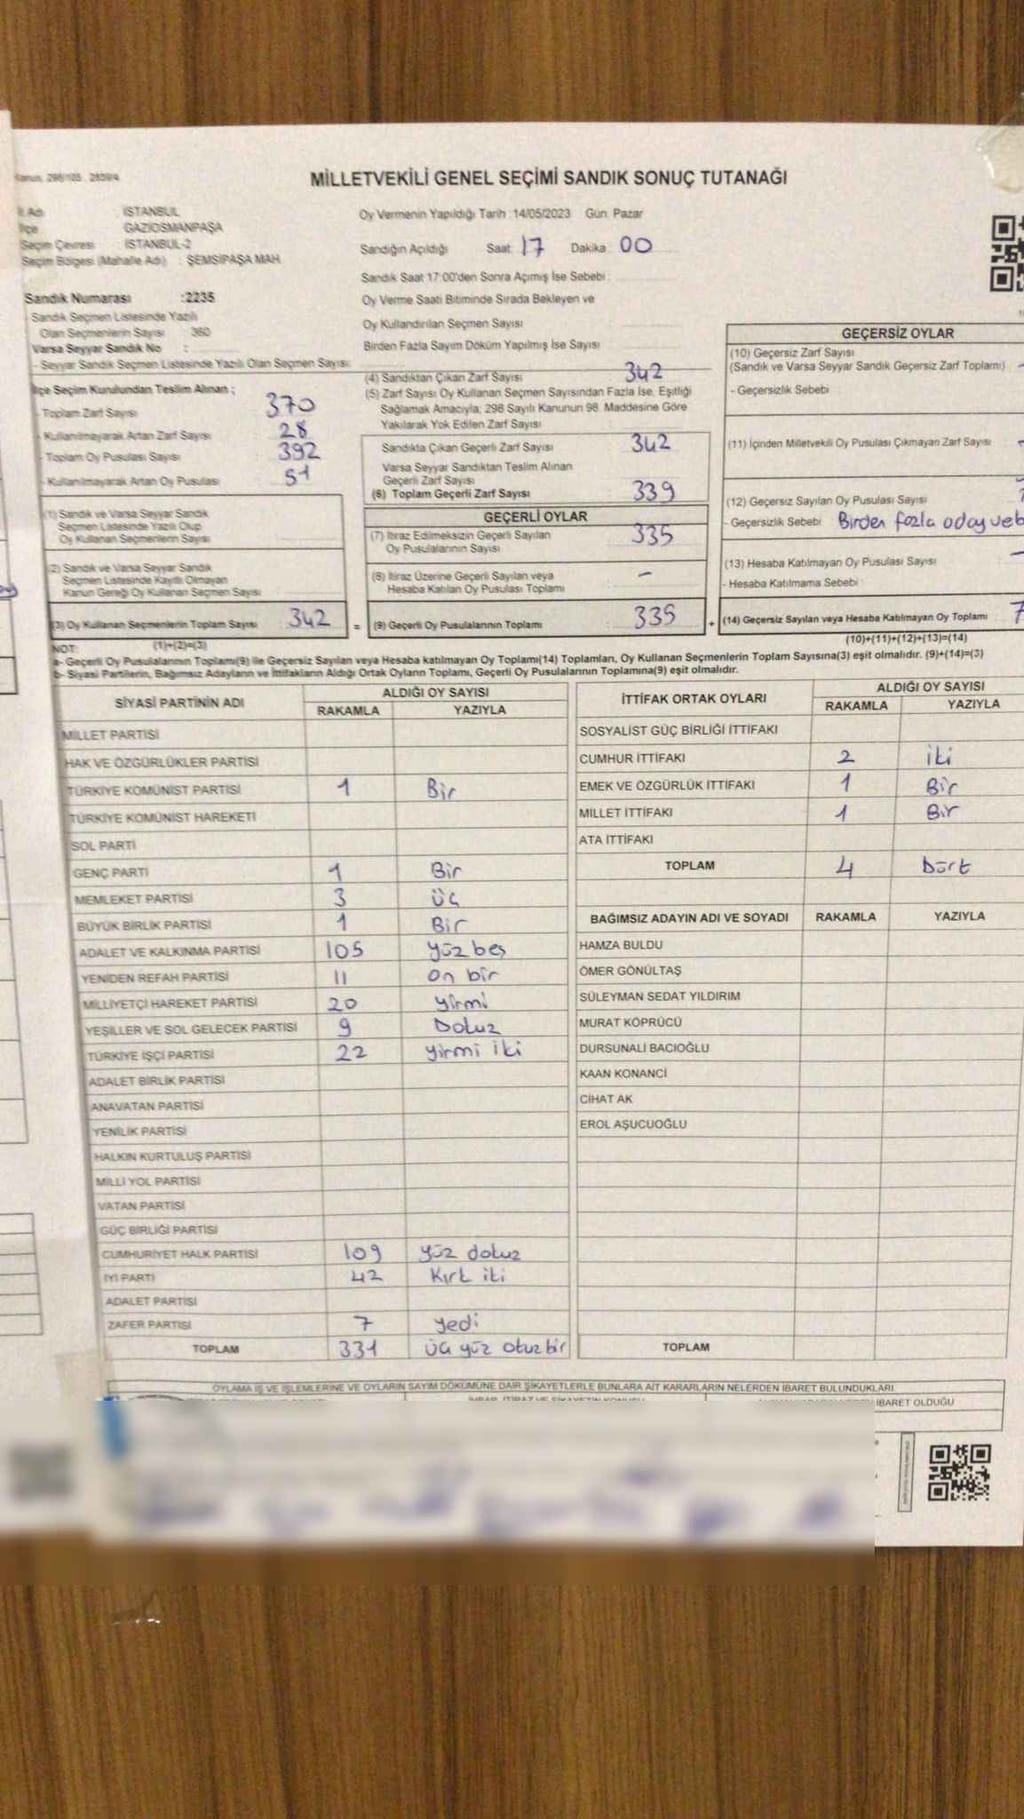 Kanun: 298/105 2839/4
MİLLETVEKİLİ GENEL SEÇİMİ SANDIK SONUÇ TUTANAĞI
İl Adı : İSTANBUL
İlçe : GAZİOSMANPAŞA
Seçim Çevresi : İSTANBUL-2
Seçim Bölgesi (Mahalle Adı) : ŞEMSİPAŞA MAH.
Sandık Numarası :2235
Sandık Seçmen Listesinde Yazılı
Olan Seçmenlerin Sayısı 360
Varsa Seyyar Sandık No :
- Seyyar Sandık Seçmen Listesinde Yazılı Olan Seçmen Sayısı:
Oy Vermenin Yapıldığı Tarih :14/05/2023 Gün: Pazar
Sandığın Açıldığı Saat: 17 Dakika: 00
Sandık Saat 17:00'den Sonra Açımış İse Sebebi :
Oy Verme Saati Bitiminde Sırada Bekleyen ve
Oy Kullandırılan Seçmen Sayısı
Birden Fazla Sayım Döküm Yapılmış İse Sayısı
İlçe Seçim Kurulundan Teslim Alınan ;
- Toplam Zarf Sayısı 370
- Kullanılmayarak Artan Zarf Sayısı 28
- Toplam Oy Pusulası Sayısı 392
- Kullanılmayarak Artan Oy Pusulası 51
(1) Sandık ve Varsa Seyyar Sandık
Seçmen Listesinde Yazılı Olup
Oy Kullanan Seçmenlerin Sayısı
(2) Sandık ve Varsa Seyyar Sandık
Seçmen Listesinde Kayıtlı Olmayan
Kanun Gereği Oy Kullanan Seçmen Sayısı
(3) Oy Kullanan Seçmenlerin Toplam Sayısı 342 =
(1)+(2)=(3)
(4) Sandıktan Çıkan Zarf Sayısı 342
(5) Zarf Sayısı Oy Kullanan Seçmen Sayısından Fazla İse, Eşitliği
Sağlamak Amacıyla; 298 Sayılı Kanunun 98. Maddesine Göre
Yakılarak Yok Edilen Zarf Sayısı
Sandıkta Çıkan Geçerli Zarf Sayısı 342
Varsa Seyyar Sandıktan Teslim Alınan
Geçerli Zarf Sayısı
(6) Toplam Geçerli Zarf Sayısı 339
GEÇERLİ OYLAR
(7) İtiraz Edilmeksizin Geçerli Sayılan
Oy Pusulalarının Sayısı 335
(8) İtiraz Üzerine Geçerli Sayılan veya
Hesaba Katılan Oy Pusulası Toplamı -
(9) Geçerli Oy Pusulalarının Toplamı 335 +
GEÇERSİZ OYLAR
(10) Geçersiz Zarf Sayısı
(Sandık ve Varsa Seyyar Sandık Geçersiz Zarf Toplamı)
- Geçersizlik Sebebi
(11) İçinden Milletvekili Oy Pusulası Çıkmayan Zarf Sayısı
(12) Geçersiz Sayılan Oy Pusulası Sayısı
- Geçersizlik Sebebi Birden fazla aday
(13) Hesaba Katılmayan Oy Pusulası Sayısı
- Hesaba Katılmama Sebebi
(14) Geçersiz Sayılan veya Hesaba Katılmayan Oy Toplamı 7
(10)+(11)+(12)+(13)=(14)
NOT:
a- Geçerli Oy Pusulalarının Toplamı(9) ile Geçersiz Sayılan veya Hesaba katılmayan Oy Toplamı(14) Toplamları, Oy Kullanan Seçmenlerin Toplam Sayısına(3) eşit olmalıdır. (9)+(14)=(3)
b- Siyasi Partilerin, Bağımsız Adayların ve İttifakların Aldığı Oyların Toplamı, Geçerli Oy Pusulalarının Toplamına(9) eşit olmalıdır.
SİYASİ PARTİNİN ADI ALDIĞI OY SAYISI
RAKAMLA YAZIYLA
MİLLET PARTİSİ
HAK VE ÖZGÜRLÜKLER PARTİSİ
TÜRKİYE KOMÜNİST PARTİSİ 1 Bir
TÜRKİYE KOMÜNİST HAREKETİ
SOL PARTİ
GENÇ PARTİ 1 Bir
MEMLEKET PARTİSİ 3 üç
BÜYÜK BİRLİK PARTİSİ 1 Bir
ADALET VE KALKINMA PARTİSİ 105 yüz beş
YENİDEN REFAH PARTİSİ 11 on bir
MİLLİYETÇİ HAREKET PARTİSİ 20 yirmi
YEŞİLLER VE SOL GELECEK PARTİSİ 9 Dokuz
TÜRKİYE İŞÇİ PARTİSİ 22 yirmi iki
ADALET BİRLİK PARTİSİ
ANAVATAN PARTİSİ
YENİLİK PARTİSİ
HALKIN KURTULUŞ PARTİSİ
MİLLİ YOL PARTİSİ
VATAN PARTİSİ
GÜÇ BİRLİĞİ PARTİSİ
CUMHURİYET HALK PARTİSİ 109 yüz dokuz
İYİ PARTİ 42 Kırk iki
ADALET PARTİSİ
ZAFER PARTİSİ 7 yedi
TOPLAM 331 üç yüz otuz bir
İTTİFAK ORTAK OYLARI ALDIĞI OY SAYISI
RAKAMLA YAZIYLA
SOSYALİST GÜÇ BİRLİĞİ İTTİFAKI
CUMHUR İTTİFAKI 2 iki
EMEK VE ÖZGÜRLÜK İTTİFAKI 1 Bir
MİLLET İTTİFAKI 1 Bir
ATA İTTİFAKI
TOPLAM 4 Dört
BAĞIMSIZ ADAYIN ADI VE SOYADI RAKAMLA YAZIYLA
HAMZA BULDU
ÖMER GÖNÜLTAŞ
SÜLEYMAN SEDAT YILDIRIM
MURAT KÖPRÜCÜ
DURSUNALİ BACIOĞLU
KAAN KONANCİ
CİHAT AK
EROL AŞUCUOĞLU
TOPLAM
OYLAMA İŞ VE İŞLEMLERİNE VE OYLARIN SAYIM DÖKÜMÜNE DAİR ŞİKAYETLERLE BUNLARA AİT KARARLARIN NELERDEN İBARET BULUNDUKLARI
İBARET OLDUĞU